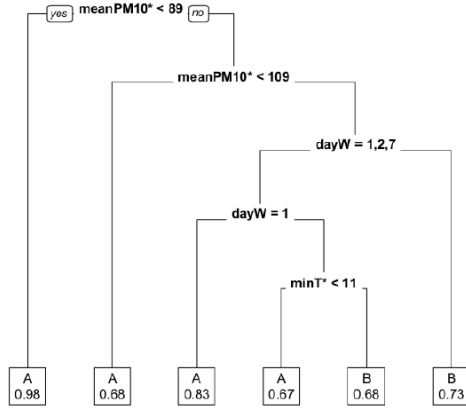 yes meanPM10* < 89 no
meanPM10* < 109
dayW = 1,2,7
dayW = 1
minT* < 11
A A A A B B
0.98 0.68 0.83 0.67 0.68 0.73